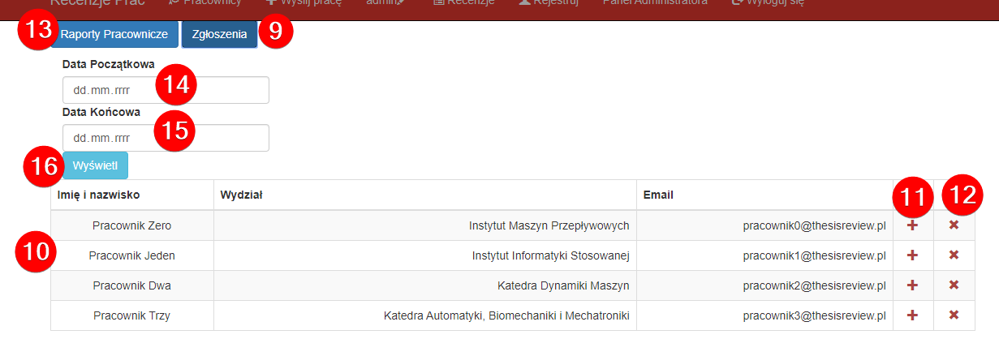 Recenzje Prac Pracownicy Wyślij pracę admin Recenzje Rejestruj Panel Administratora Wyloguj się
13 Raporty Pracownicze Zgłoszenia 9
Data Początkowa
dd.mm.rrrr 14
Data Końcowa
dd.mm.rrrr 15
16 Wyświetl
Imię i nazwisko Wydział Email 11 12
Pracownik Zero Instytut Maszyn Przepływowych pracownik0@thesisreview.pl
10 Pracownik Jeden Instytut Informatyki Stosowanej pracownik1@thesisreview.pl
Pracownik Dwa Katedra Dynamiki Maszyn pracownik2@thesisreview.pl
Pracownik Trzy Katedra Automatyki, Biomechaniki i Mechatroniki pracownik3@thesisreview.pl